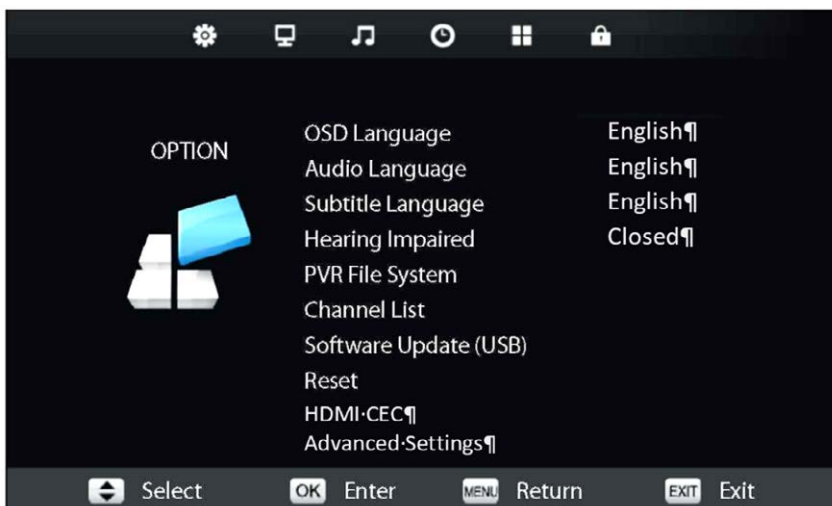 OPTION
OSD Language English¶
Audio Language English¶
Subtitle Language English¶
Hearing Impaired Closed¶
PVR File System
Channel List
Software Update (USB)
Reset
HDMI·CEC¶
Advanced·Settings¶
Select OK Enter MENU Return EXIT Exit